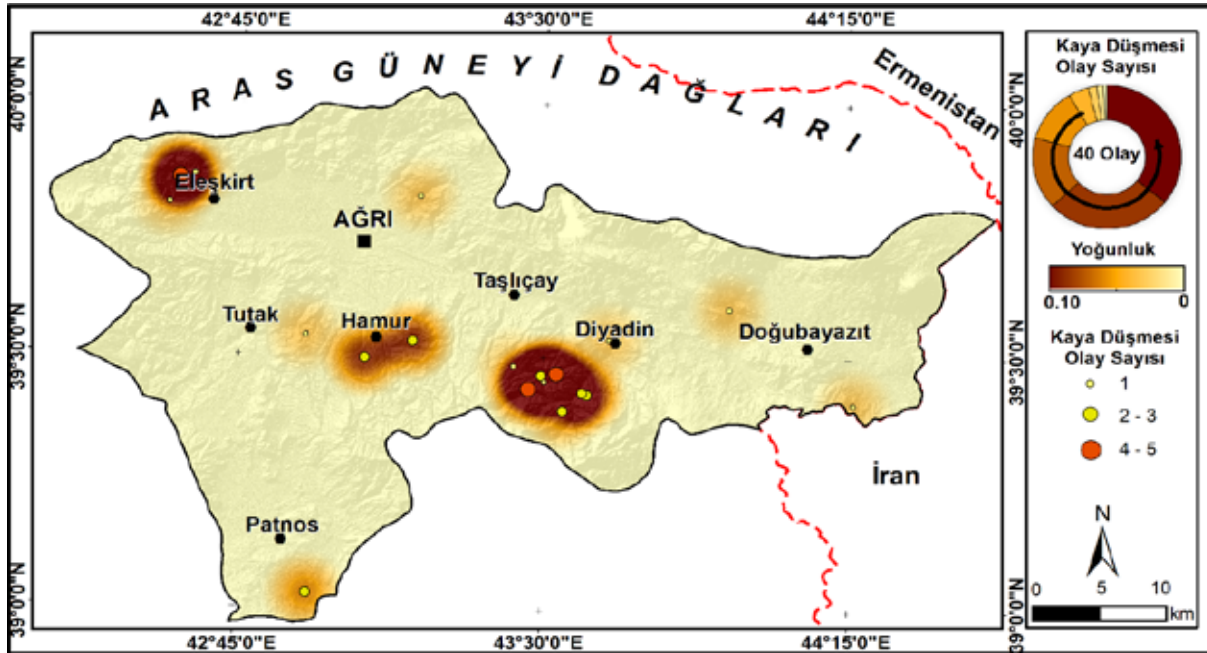 42°45'0"E
43°30'0"E
44°15'0"E
40°0'0"N
39°30'0"N
39°0'0"N
ARAS GÜNEYİ DAĞLARI
Ermenistan
40°0'0"N
39°30'0"N
39°0'0"N
Eleşkirt
AĞRI
Taşlıçay
Tutak
Hamur
Diyadin
Doğubayazıt
Patnos
İran
42°45'0"E
43°30'0"E
44°15'0"E
Kaya Düşmesi
Olay Sayısı
40 Olay
Yoğunluk
0.10 0
Kaya Düşmesi
Olay Sayısı
1
2 - 3
4 - 5
N
0 5 10
km